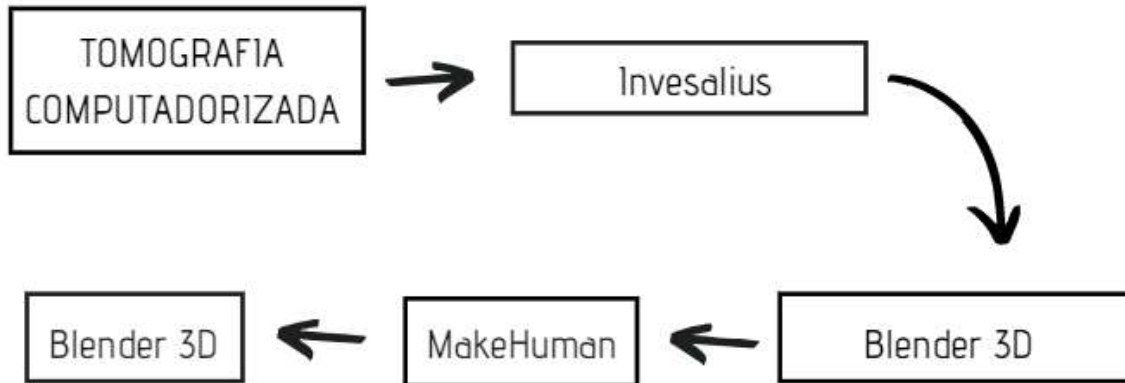 TOMOGRAFIA
COMPUTADORIZADA
Invesalius
Blender 3D
MakeHuman
Blender 3D